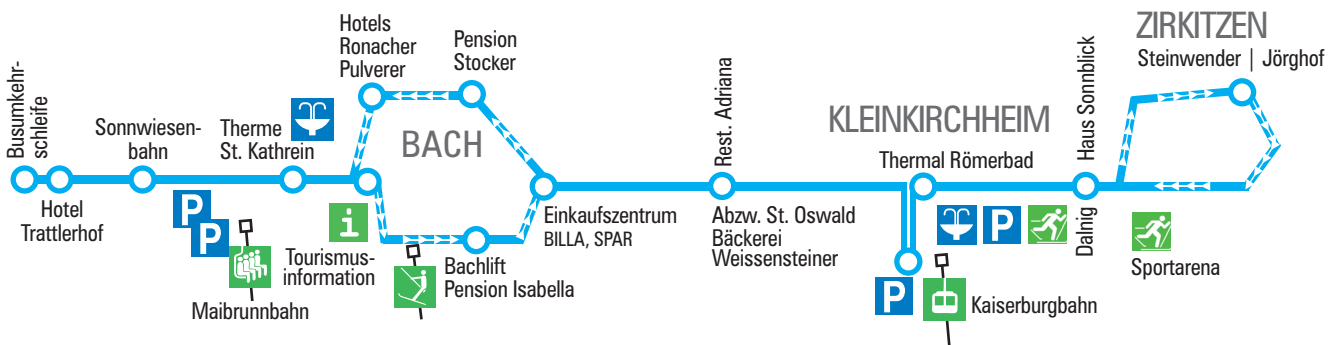 Busumkehr-
schleife
Hotel
Trattlerhof
Sonnwiesen-
bahn
P
P
Maibrunnbahn
Therme
St. Kathrein
i
Tourismus-
information
Hotels
Ronacher
Pulverer
Pension
Stocker
BACH
Bachlift
Pension Isabella
Einkaufszentrum
BILLA, SPAR
Rest. Adriana
Abzw. St. Oswald
Bäckerei
Weissensteiner
KLEINKIRCHHEIM
Thermal Römerbad
P
P
Kaiserburgbahn
Haus Sonnblick
Dalnig
ZIRKITZEN
Steinwender | Jörghof
Sportarena